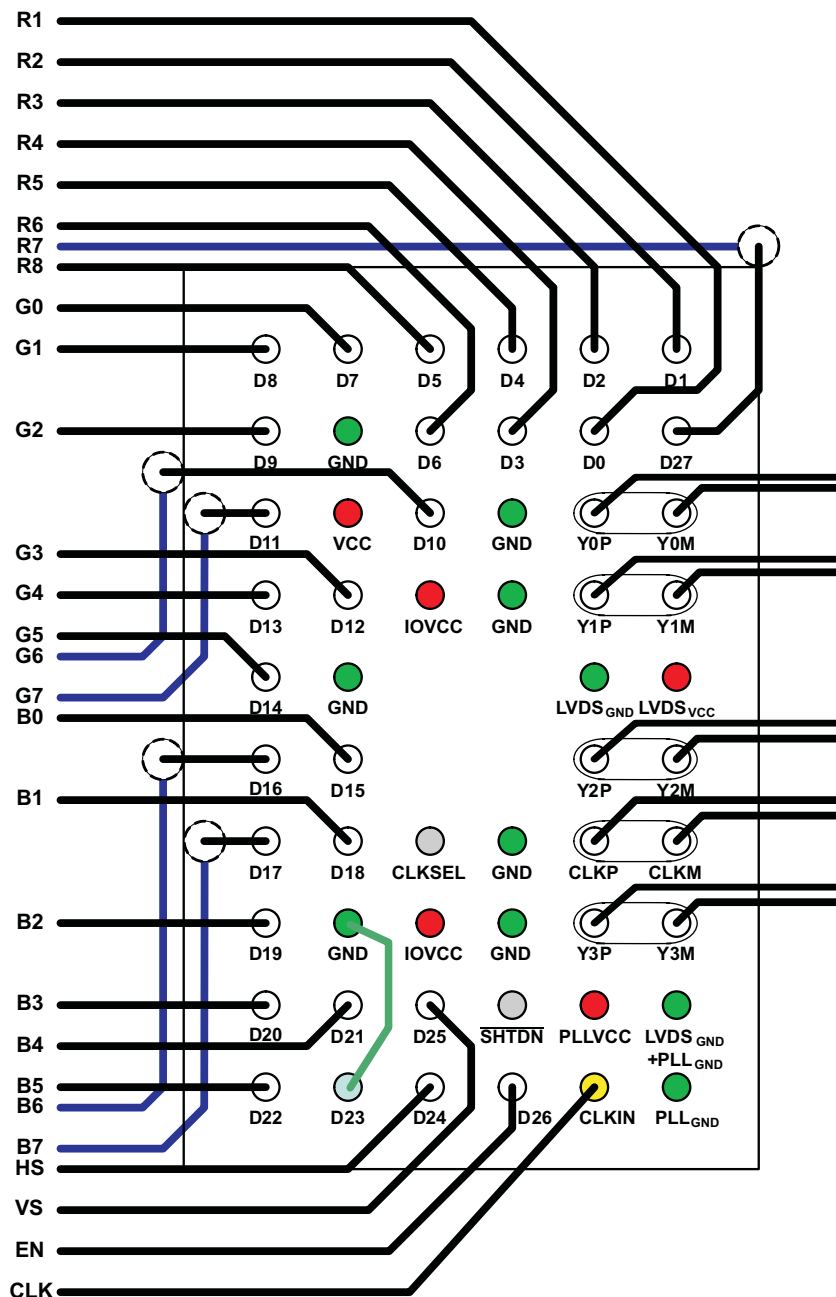 R1
R2
R3
R4
R5
R6
R7
R8
G0
G1
D8 D7 D5 D4 D2 D1
G2
D9 GND D6 D3 D0 D27
D11 VCC D10 GND Y0P Y0M
G3
G4
D13 D12 IOVCC GND Y1P Y1M
G5
G6
G7
D14 GND LVDSGND LVDSVCC
B0
D16 D15 Y2P Y2M
B1
D17 D18 CLKSEL GND CLKP CLKM
B2
D19 GND IOVCC GND Y3P Y3M
B3
D20 D21 D25 SHTDN PLLVCC LVDSGND
+PLLGND
B4
B5
B6
D22 D23 D24 D26 CLKIN PLLGND
B7
HS
VS
EN
CLK